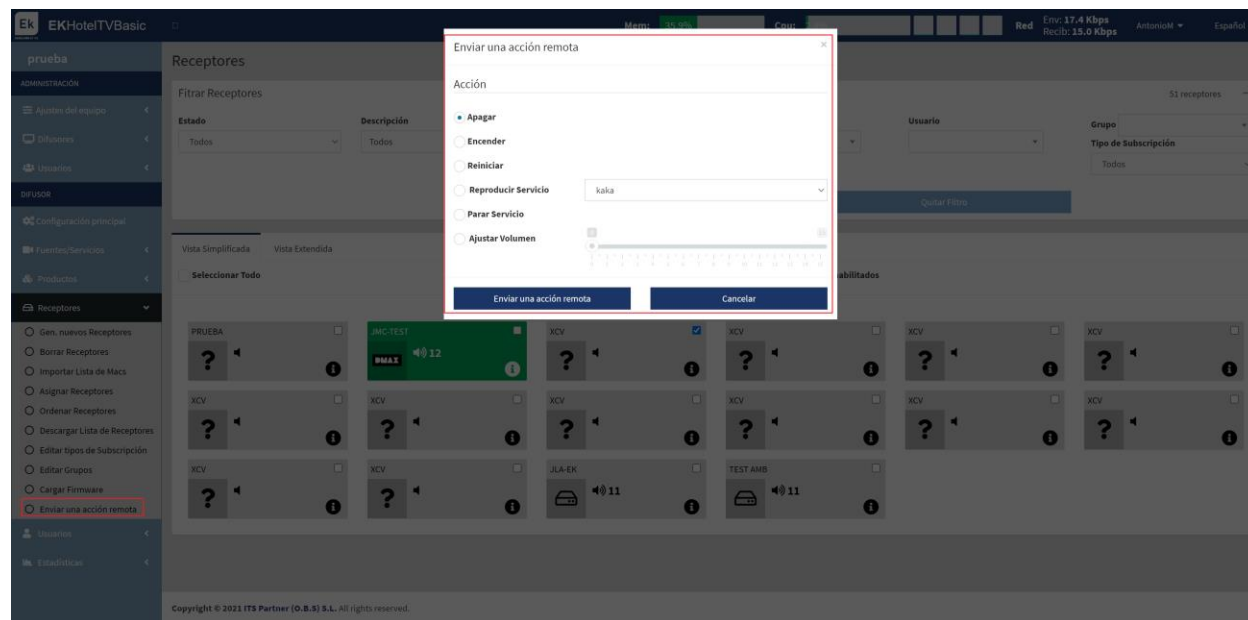 Ek EKHotelTVBasic
Mem: 35.9% Cpu: Red Env: 17.4 Kbps Recib: 15.0 Kbps AntonioM Español
prueba
ADMINISTRACIÓN
Ajustes del equipo
Difusores
Usuarios
DIFUSOR
Configuración principal
Fuentes/Servicios
Productos
Receptores
Gen. nuevos Receptores
Borrar Receptores
Importar Lista de Macs
Asignar Receptores
Ordenar Receptores
Descargar Lista de Receptores
Editar tipos de Subscripción
Editar Grupos
Cargar Firmware
Enviar una acción remota
Usuarios
Estadísticas
Receptores
Fitrar Receptores
51 receptores
Estado
Todos
Descripción
Todos
Usuario
Grupo
Tipo de Subscripción
Todos
Quitar Filtro
Enviar una acción remota ×
Acción
Apagar
Encender
Reiniciar
Reproducir Servicio kaka
Parar Servicio
Ajustar Volumen
Enviar una acción remota Cancelar
Vista Simplificada Vista Extendida
Seleccionar Todo
abilitados
PRUEBA JMC-TEST XCV XCV XCV XCV
DMAX 12
XCV XCV XCV XCV XCV XCV
XCV XCV JLA-EK TEST AMB
11 11
Copyright © 2021 ITS Partner (O.B.S) S.L. All rights reserved.